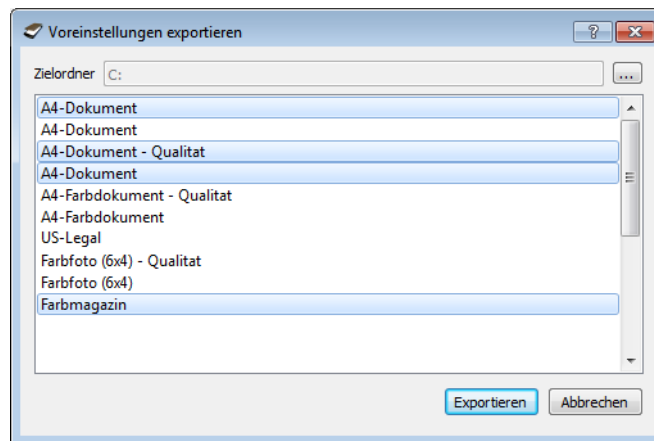 Voreinstellungen exportieren
Zielordner C:
...
A4-Dokument
A4-Dokument
A4-Dokument - Qualitat
A4-Dokument
A4-Farbdokument - Qualitat
A4-Farbdokument
US-Legal
Farbfoto (6x4) - Qualitat
Farbfoto (6x4)
Farbmagazin
Exportieren Abbrechen